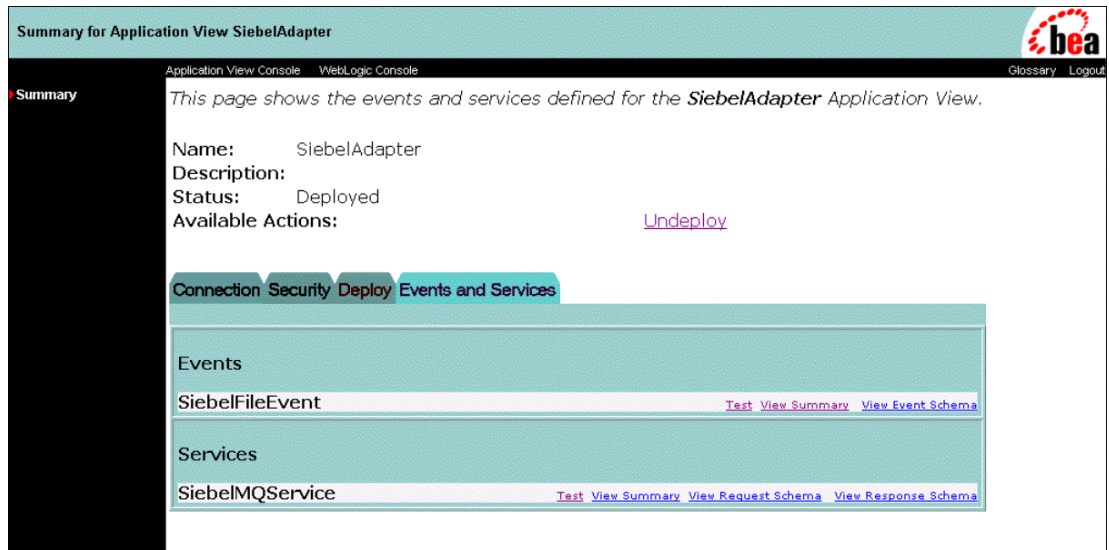 Summary for Application View SiebelAdapter
bea
Application View Console WebLogic Console Glossary Logout
Summary
This page shows the events and services defined for the SiebelAdapter Application View.
Name: SiebelAdapter
Description:
Status: Deployed
Available Actions: Undeploy
Connection Security Deploy Events and Services
Events
SiebelFileEvent Test View Summary View Event Schema
Services
SiebelMQService Test View Summary View Request Schema View Response Schema